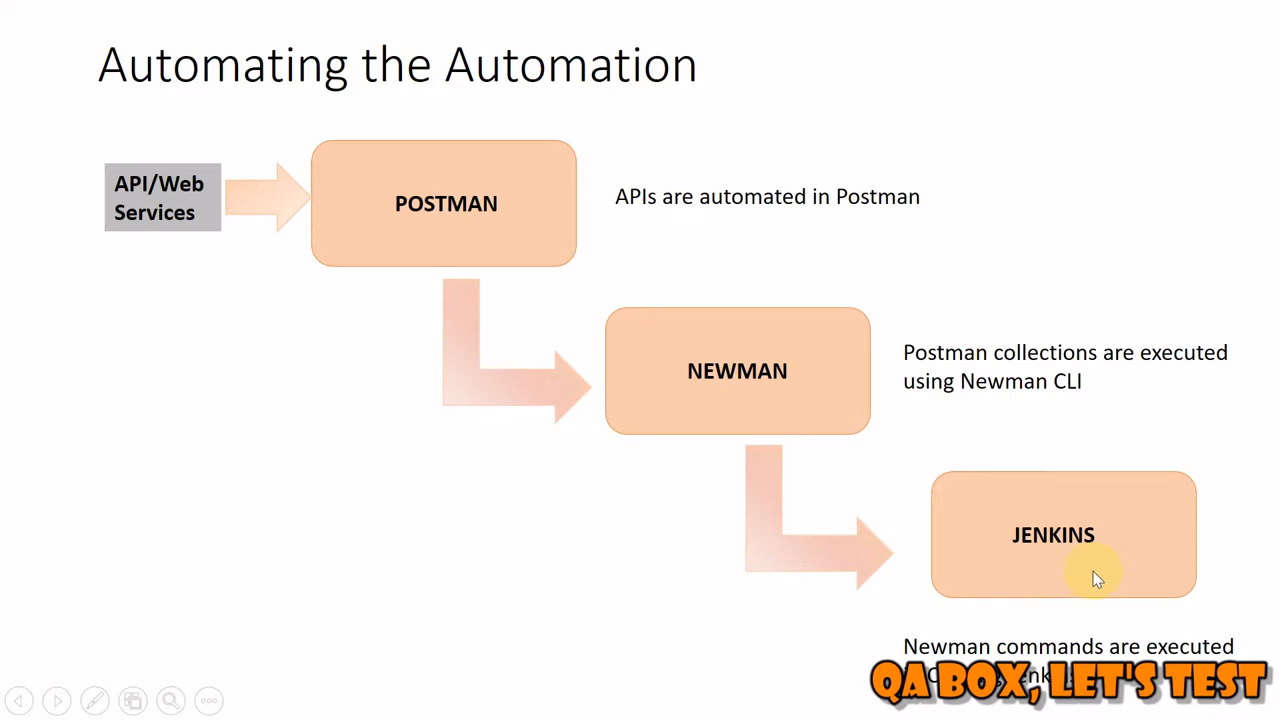 Automating the Automation
API/Web
Services
POSTMAN
APIs are automated in Postman
NEWMAN
Postman collections are executed
using Newman CLI
JENKINS
Newman commands are executed
QA BOX, LET'S TEST